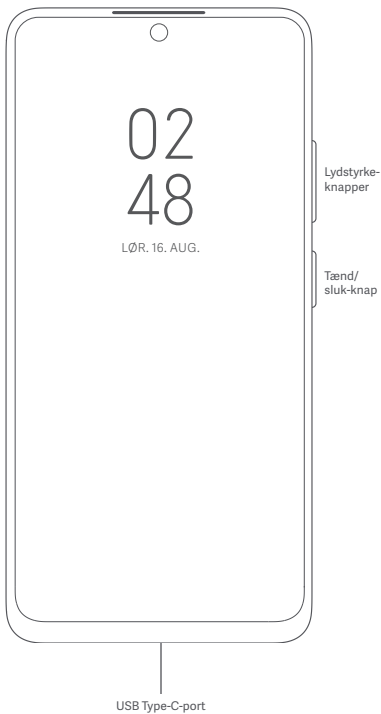 02
48
LØR. 16. AUG.
Lydstyrke-
knapper
Tænd/
sluk-knap
USB Type-C-port